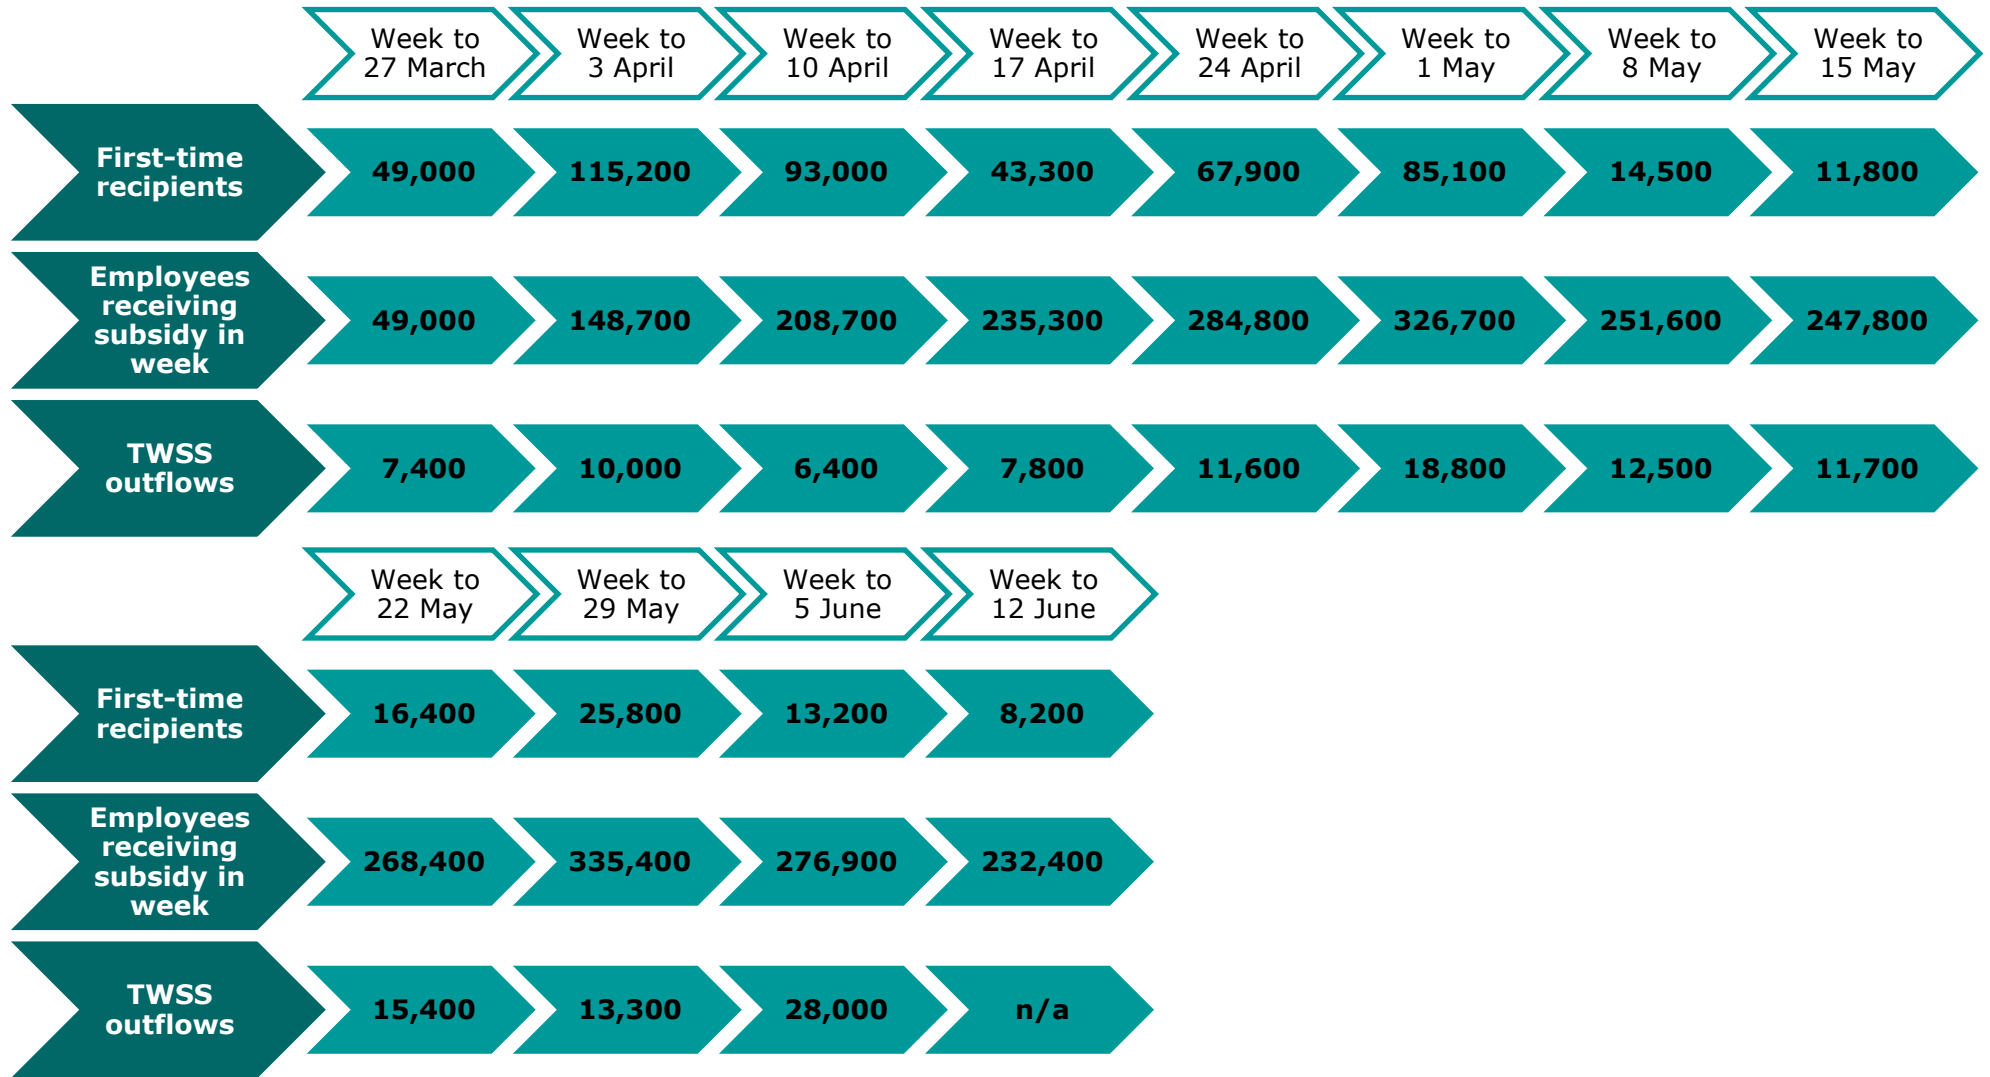 Week to
27 March
Week to
3 April
Week to
10 April
Week to
17 April
Week to
24 April
Week to
1 May
Week to
8 May
Week to
15 May
First-time
recipients
49,000
115,200
93,000
43,300
67,900
85,100
14,500
11,800
Employees
receiving
subsidy in
week
49,000
148,700
208,700
235,300
284,800
326,700
251,600
247,800
TWSS
outflows
7,400
10,000
6,400
7,800
11,600
18,800
12,500
11,700
Week to
22 May
Week to
29 May
Week to
5 June
Week to
12 June
First-time
recipients
16,400
25,800
13,200
8,200
Employees
receiving
subsidy in
week
268,400
335,400
276,900
232,400
TWSS
outflows
15,400
13,300
28,000
n/a